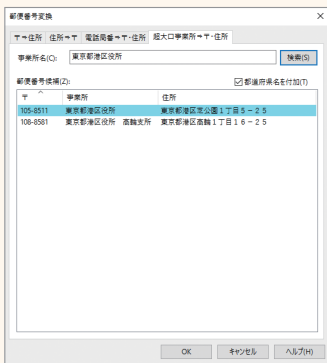 郵便番号変換
〒⇒住所 住所⇒〒 電話局番⇒〒・住所 超大口事業所⇒〒・住所
事業所名(C): 東京都港区役所 検索(S)
郵便番号候補(Z): 都道府県名を付加(T)
〒 事業所 住所
105-8511 東京都港区役所 東京都港区芝公園1丁目5-25
108-8581 東京都港区役所 高輪支所 東京都港区高輪1丁目16-25
OK キャンセル ヘルプ(H)